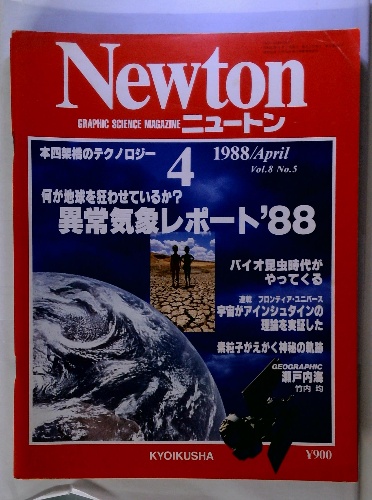 Newton
GRAPHIC SCIENCE MAGAZINE ニュートン
本四架橋のテクノロジー
4
1988/April
Vol.8 No.5
何が地球を狂わせているか?
異常気象レポート'88
バイオ昆虫時代が
やってくる
連載 フロンティア・ユニバース
宇宙がアインシュタインの
理論を実証した
素粒子がえがく神秘の軌跡
GEOGRAPHIC
瀬戸内海
竹内 均
KYOIKUSHA
¥900